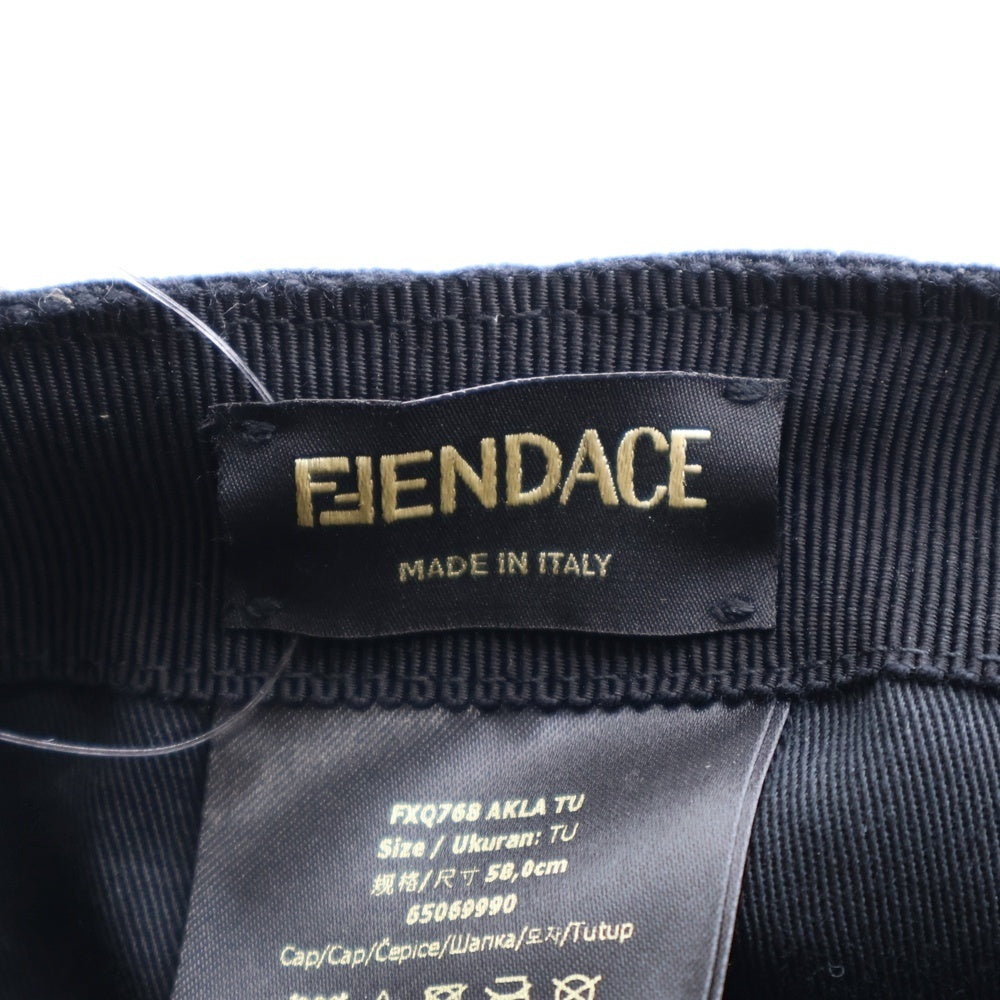 FENDACE
MADE IN ITALY
FXQ768 AKLA TU
Size / Ukuran: TU
规格/尺寸 58,0cm
65069990
Cap/Cap/Čepice/Шапка/모자/Tutup